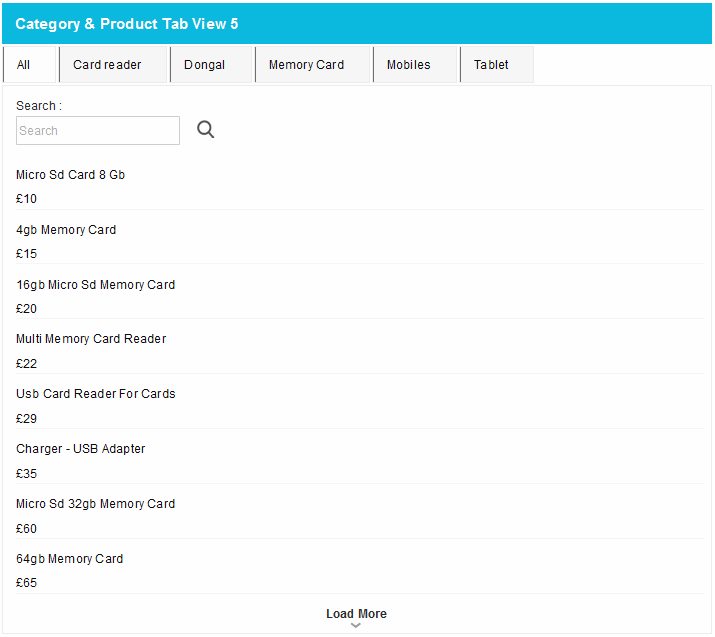 Category & Product Tab View 5
All Card reader Dongal Memory Card Mobiles Tablet
Search :
Search
Micro Sd Card 8 Gb
£10
4gb Memory Card
£15
16gb Micro Sd Memory Card
£20
Multi Memory Card Reader
£22
Usb Card Reader For Cards
£29
Charger - USB Adapter
£35
Micro Sd 32gb Memory Card
£60
64gb Memory Card
£65
Load More